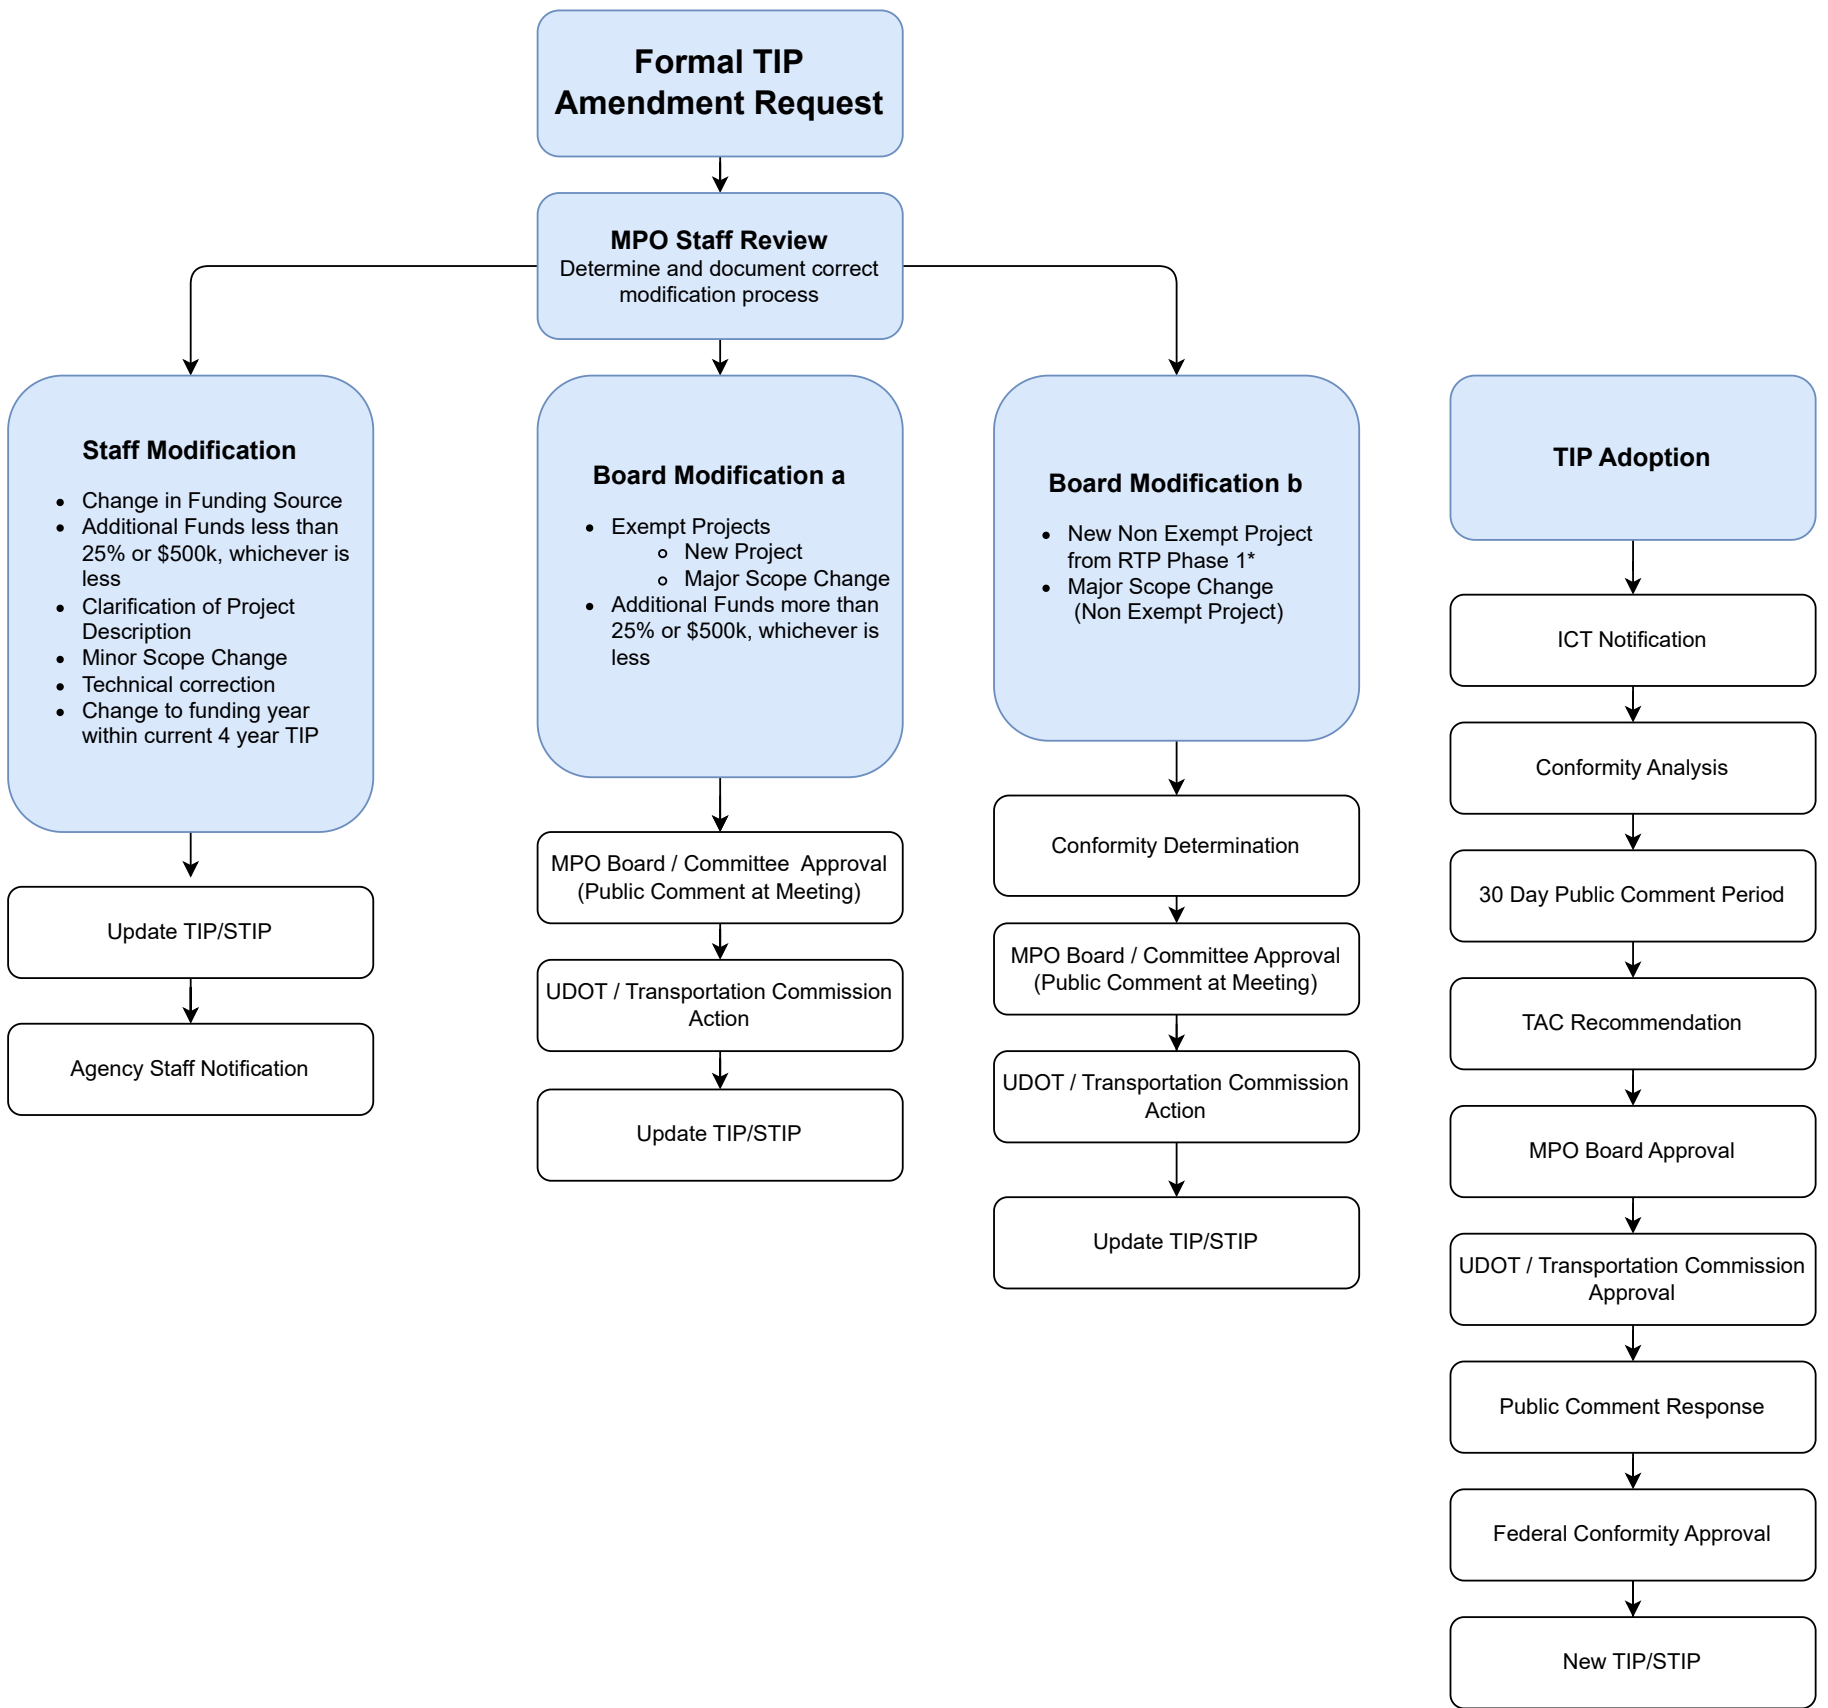 Formal TIP
Amendment Request
MPO Staff Review
Determine and document correct
modification process
Staff Modification
• Change in Funding Source
• Additional Funds less than
25% or $500k, whichever is
less
• Clarification of Project
Description
• Minor Scope Change
• Technical correction
• Change to funding year
within current 4 year TIP
Update TIP/STIP
Agency Staff Notification
Board Modification a
• Exempt Projects
○ New Project
○ Major Scope Change
• Additional Funds more than
25% or $500k, whichever is
less
MPO Board / Committee Approval
(Public Comment at Meeting)
UDOT / Transportation Commission
Action
Update TIP/STIP
Board Modification b
• New Non Exempt Project
from RTP Phase 1*
• Major Scope Change
(Non Exempt Project)
Conformity Determination
MPO Board / Committee Approval
(Public Comment at Meeting)
UDOT / Transportation Commission
Action
Update TIP/STIP
TIP Adoption
ICT Notification
Conformity Analysis
30 Day Public Comment Period
TAC Recommendation
MPO Board Approval
UDOT / Transportation Commission
Approval
Public Comment Response
Federal Conformity Approval
New TIP/STIP